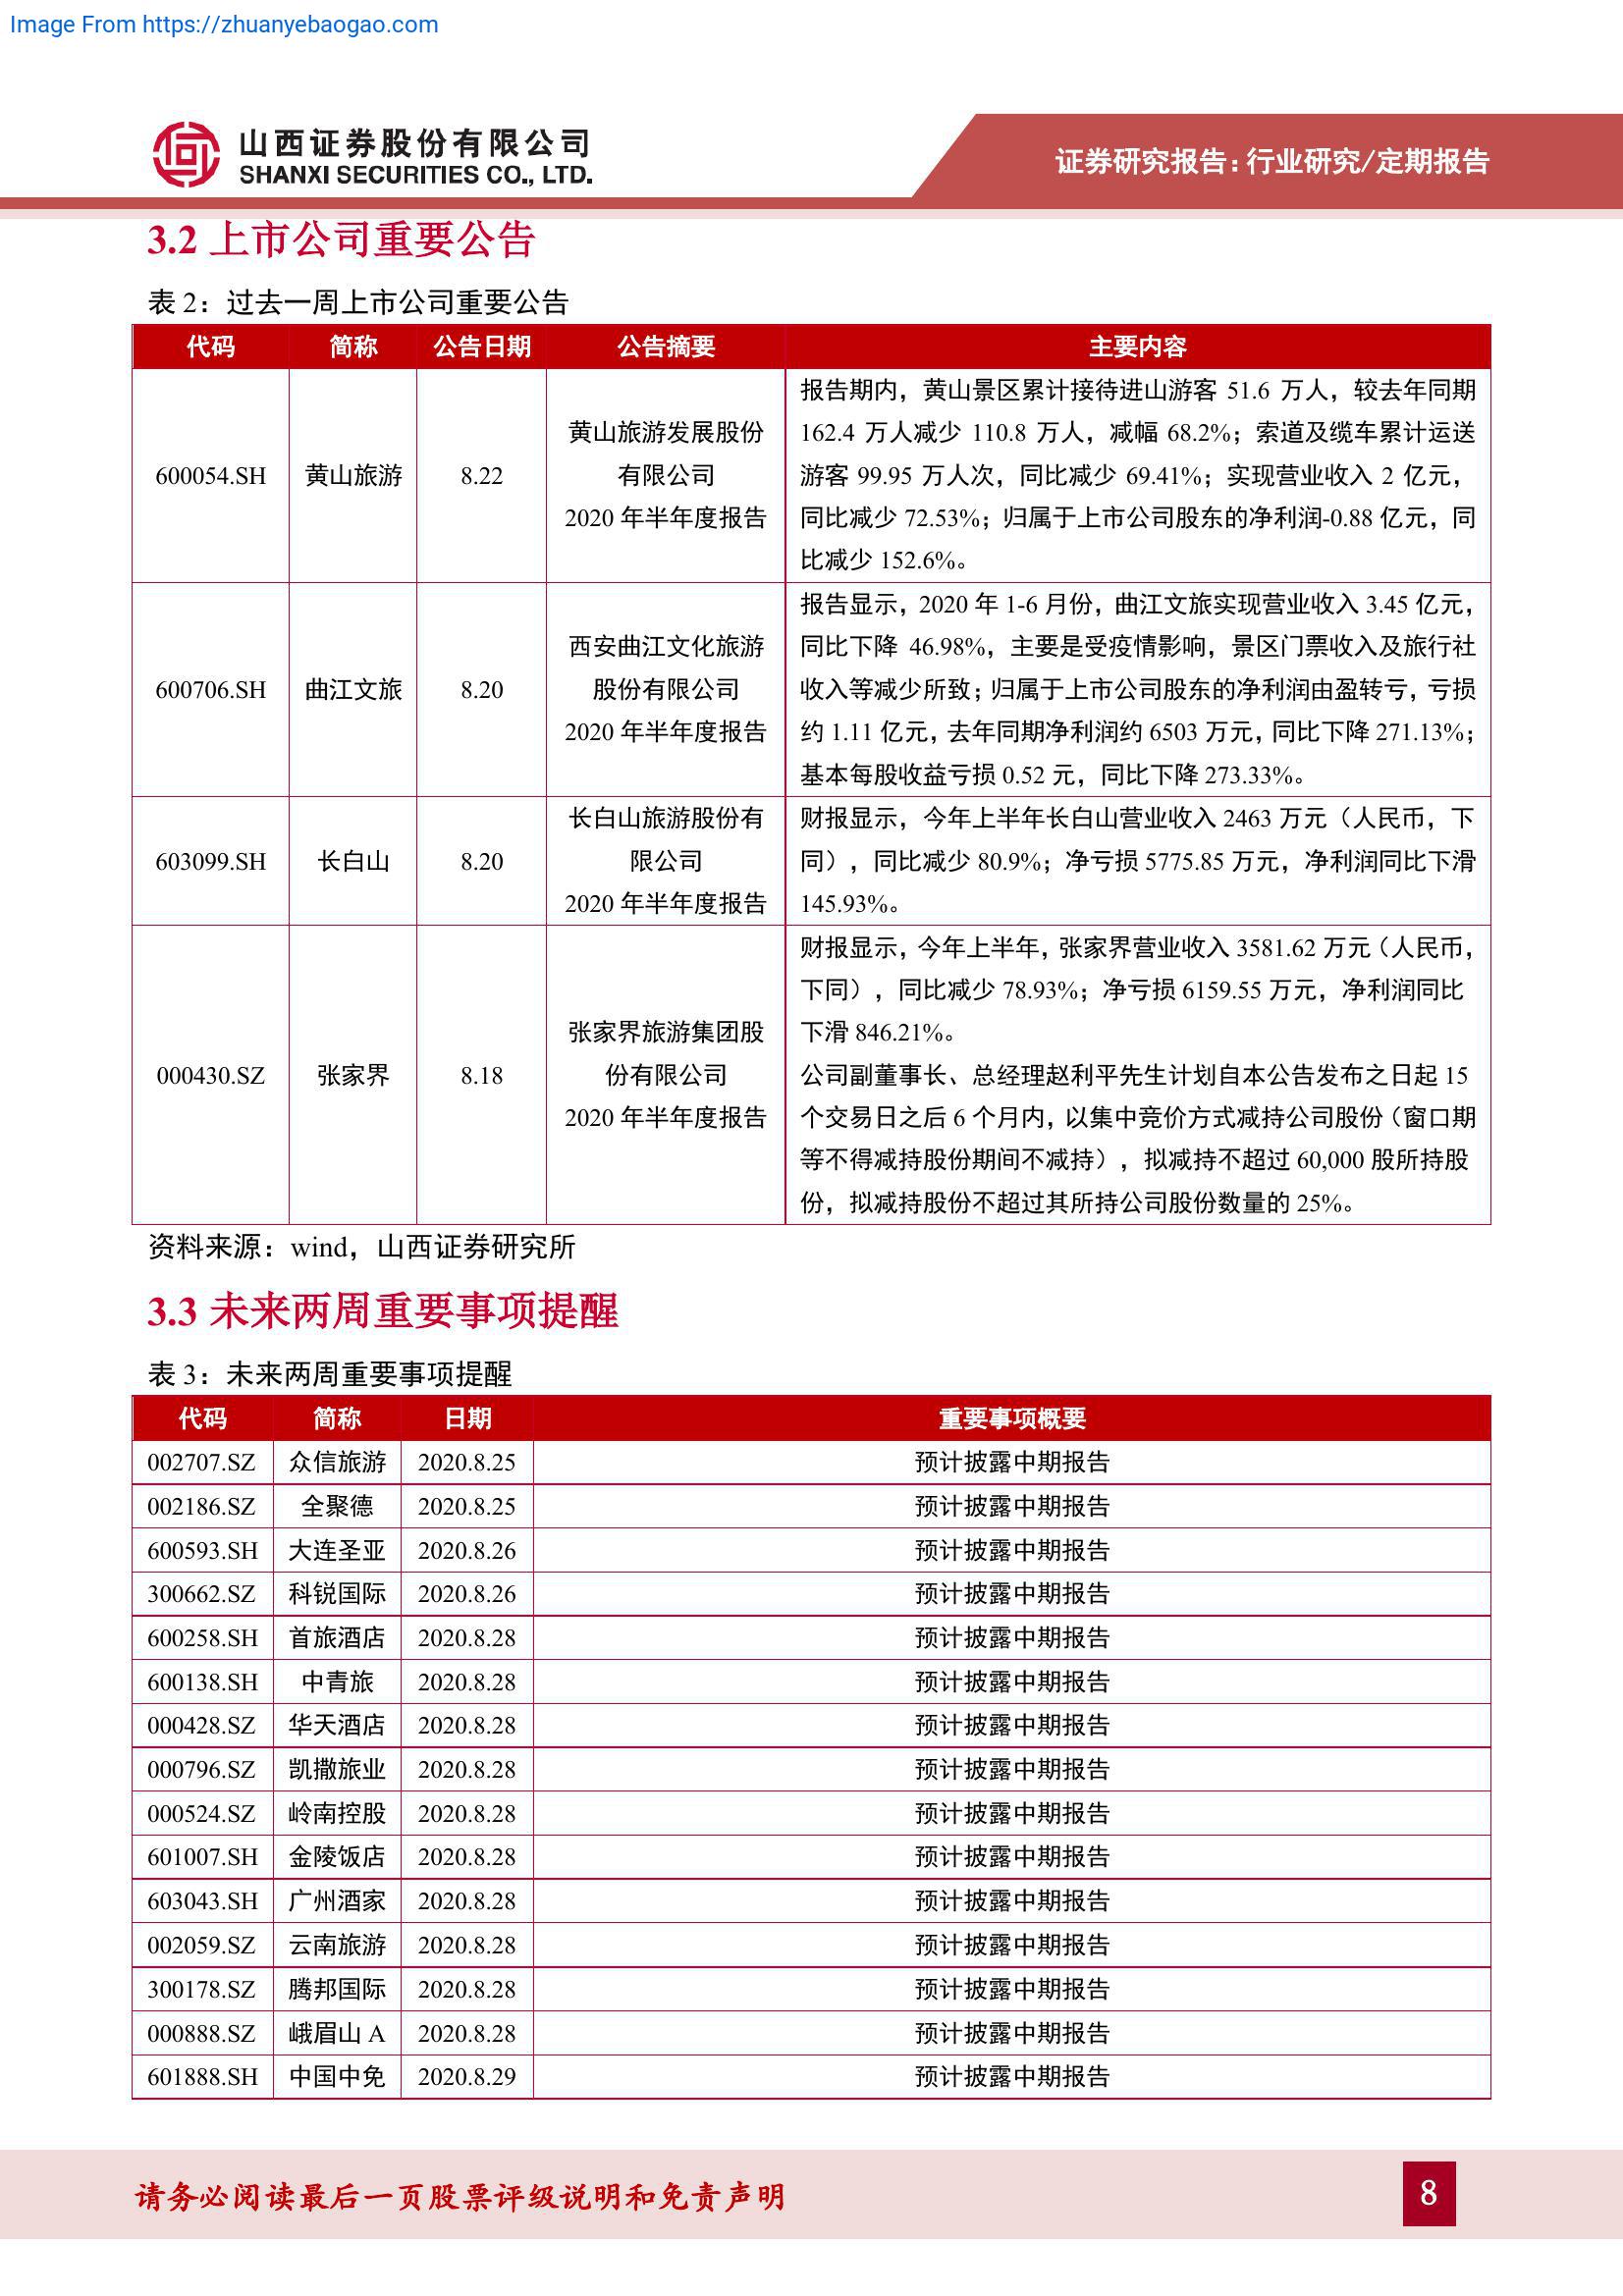 Image From https://zhuanyebaogao.com
山西证券股份有限公司
SHANXI SECURITIES CO., LTD.
证券研究报告：行业研究/定期报告
3.2 上市公司重要公告
表 2：过去一周上市公司重要公告
代码 简称 公告日期 公告摘要 主要内容
600054.SH 黄山旅游 8.22
黄山旅游发展股份
有限公司
2020 年半年度报告
报告期内，黄山景区累计接待进山游客 51.6 万人，较去年同期
162.4 万人减少 110.8 万人，减幅 68.2%；索道及缆车累计运送
游客 99.95 万人次，同比减少 69.41%；实现营业收入 2 亿元，
同比减少 72.53%；归属于上市公司股东的净利润-0.88 亿元，同
比减少 152.6%。
600706.SH 曲江文旅 8.20
西安曲江文化旅游
股份有限公司
2020 年半年度报告
报告显示，2020 年 1-6 月份，曲江文旅实现营业收入 3.45 亿元，
同比下降 46.98%，主要是受疫情影响，景区门票收入及旅行社
收入等减少所致；归属于上市公司股东的净利润由盈转亏，亏损
约 1.11 亿元，去年同期净利润约 6503 万元，同比下降 271.13%；
基本每股收益亏损 0.52 元，同比下降 273.33%。
603099.SH 长白山 8.20
长白山旅游股份有
限公司
2020 年半年度报告
财报显示，今年上半年长白山营业收入 2463 万元（人民币，下
同），同比减少 80.9%；净亏损 5775.85 万元，净利润同比下滑
145.93%。
000430.SZ 张家界 8.18
张家界旅游集团股
份有限公司
2020 年半年度报告
财报显示，今年上半年，张家界营业收入 3581.62 万元（人民币，
下同），同比减少 78.93%；净亏损 6159.55 万元，净利润同比
下滑 846.21%。
公司副董事长、总经理赵利平先生计划自本公告发布之日起 15
个交易日之后 6 个月内，以集中竞价方式减持公司股份（窗口期
等不得减持股份期间不减持），拟减持不超过 60,000 股所持股
份，拟减持股份不超过其所持公司股份数量的 25%。
资料来源：wind，山西证券研究所
3.3 未来两周重要事项提醒
表 3：未来两周重要事项提醒
代码 简称 日期 重要事项概要
002707.SZ 众信旅游 2020.8.25 预计披露中期报告
002186.SZ 全聚德 2020.8.25 预计披露中期报告
600593.SH 大连圣亚 2020.8.26 预计披露中期报告
300662.SZ 科锐国际 2020.8.26 预计披露中期报告
600258.SH 首旅酒店 2020.8.28 预计披露中期报告
600138.SH 中青旅 2020.8.28 预计披露中期报告
000428.SZ 华天酒店 2020.8.28 预计披露中期报告
000796.SZ 凯撒旅业 2020.8.28 预计披露中期报告
000524.SZ 岭南控股 2020.8.28 预计披露中期报告
601007.SH 金陵饭店 2020.8.28 预计披露中期报告
603043.SH 广州酒家 2020.8.28 预计披露中期报告
002059.SZ 云南旅游 2020.8.28 预计披露中期报告
300178.SZ 腾邦国际 2020.8.28 预计披露中期报告
000888.SZ 峨眉山 A 2020.8.28 预计披露中期报告
601888.SH 中国中免 2020.8.29 预计披露中期报告
请务必阅读最后一页股票评级说明和免责声明
8